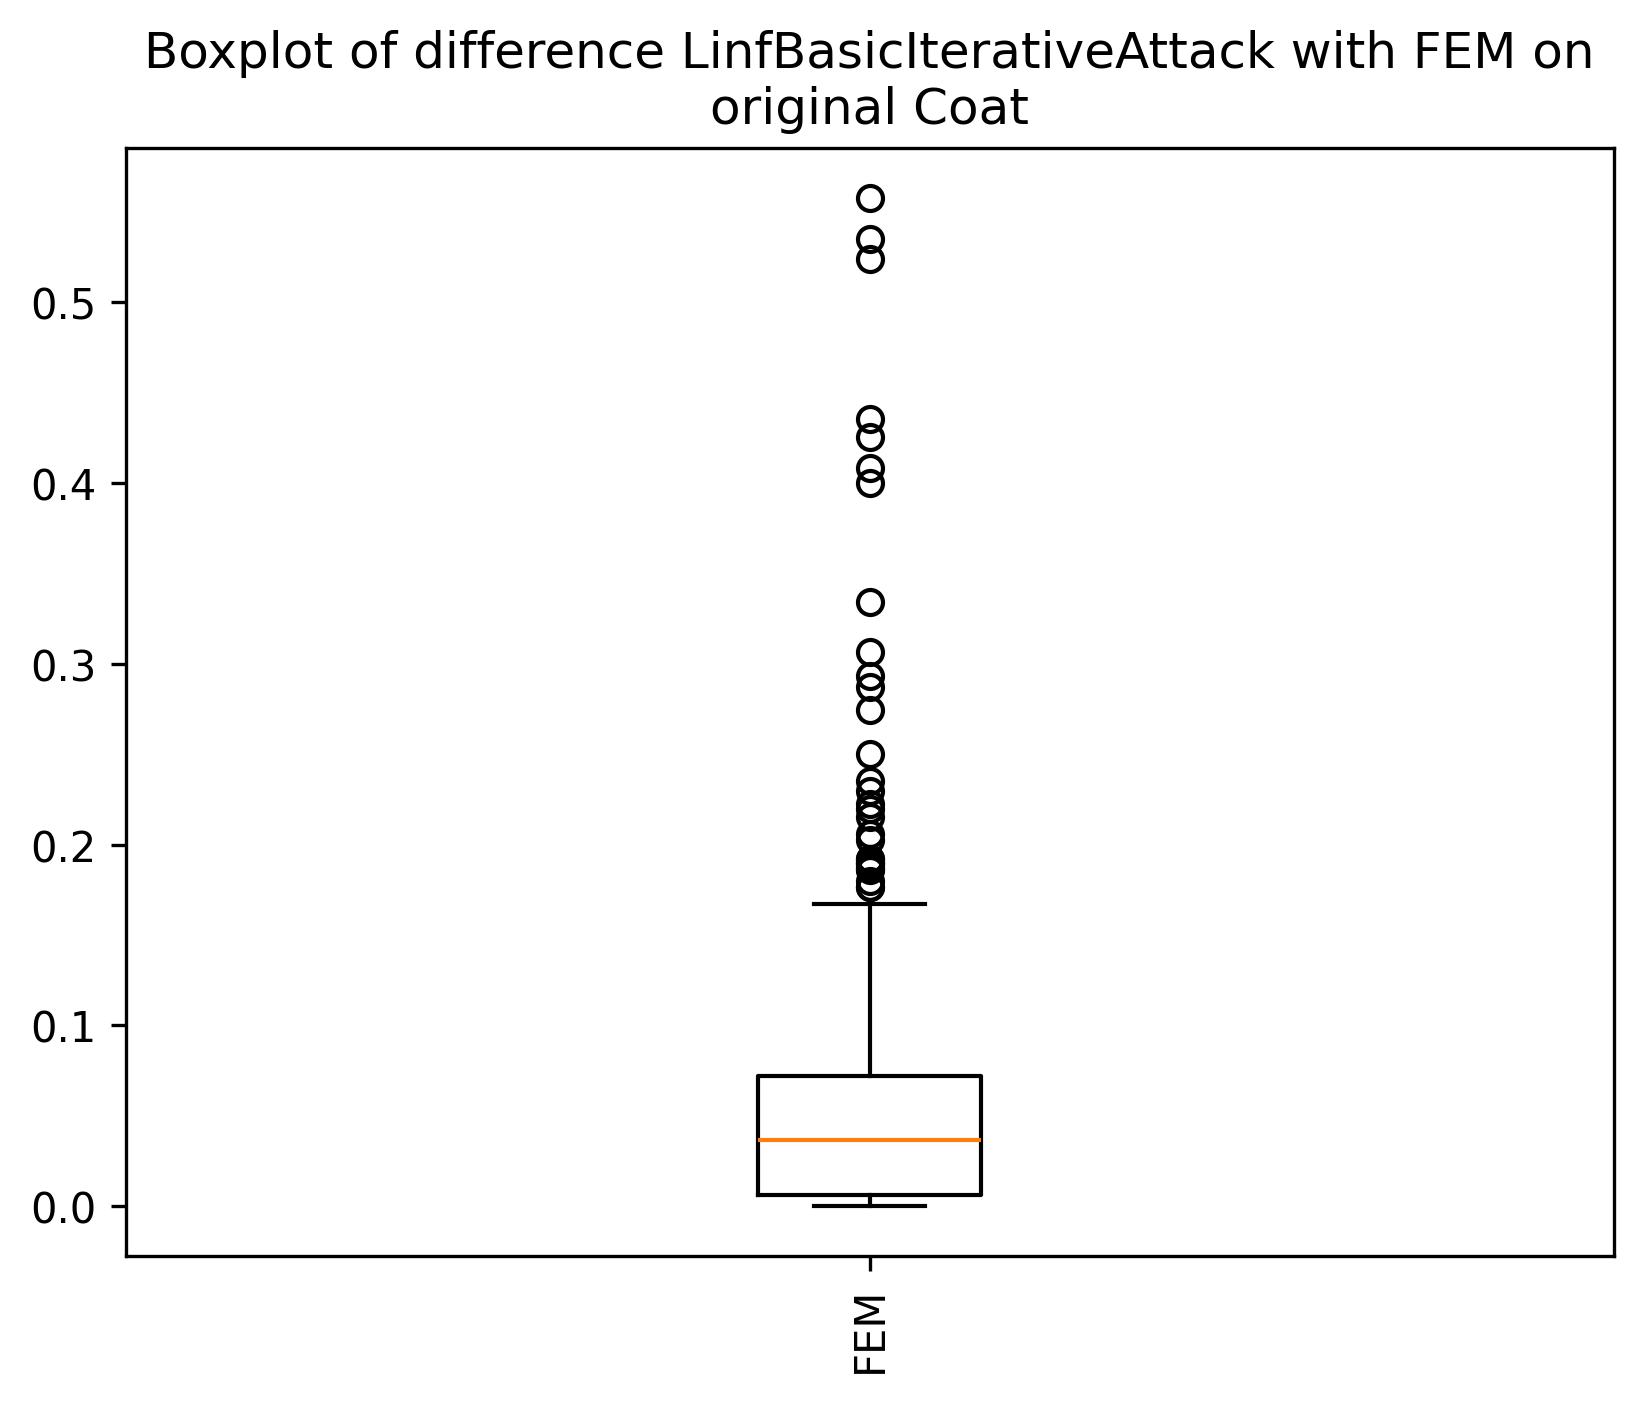 Boxplot of difference LinfBasicIterativeAttack with FEM on
original Coat
0.5
0.4
0.3
0.2
0.1
0.0
FEM